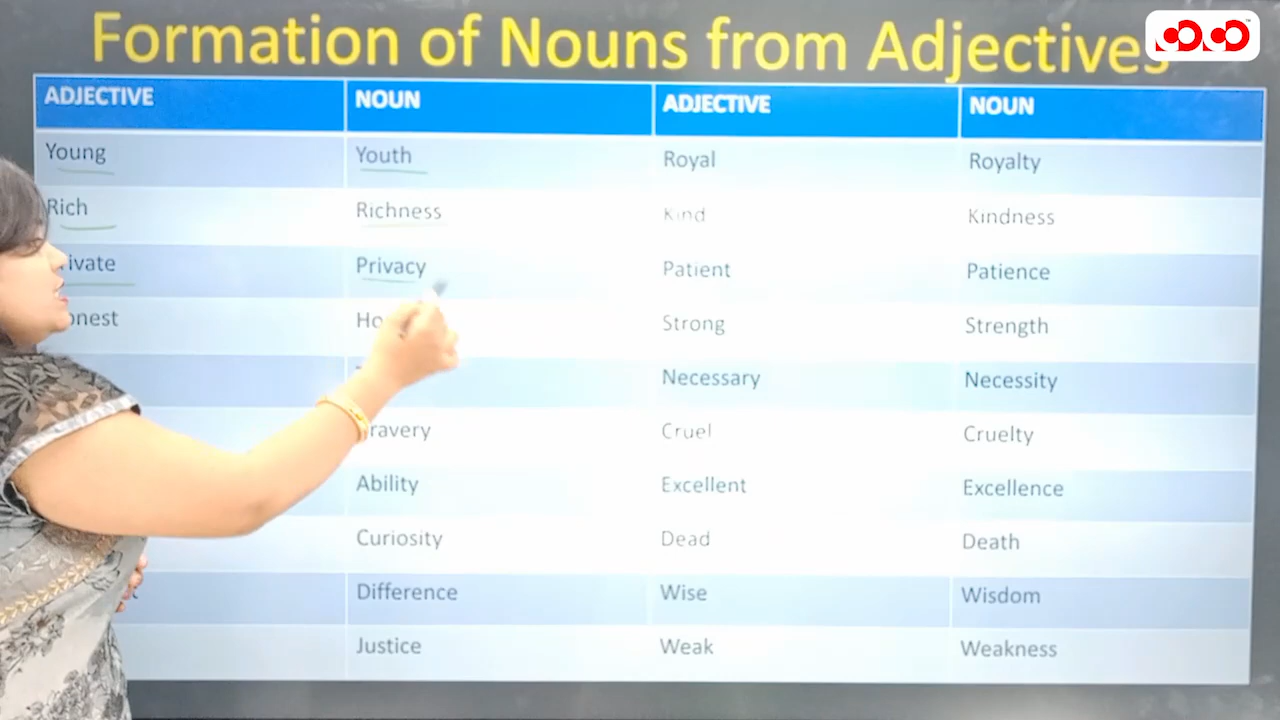 Formation of Nouns from Adjectives
ADJECTIVE NOUN ADJECTIVE NOUN
Young Youth Royal Royalty
Rich Richness Kind Kindness
Privacy Patient Patience
Strong Strength
Necessary Necessity
Cruel Cruelty
Ability Excellent Excellence
Curiosity Dead Death
Difference Wise Wisdom
Justice Weak Weakness